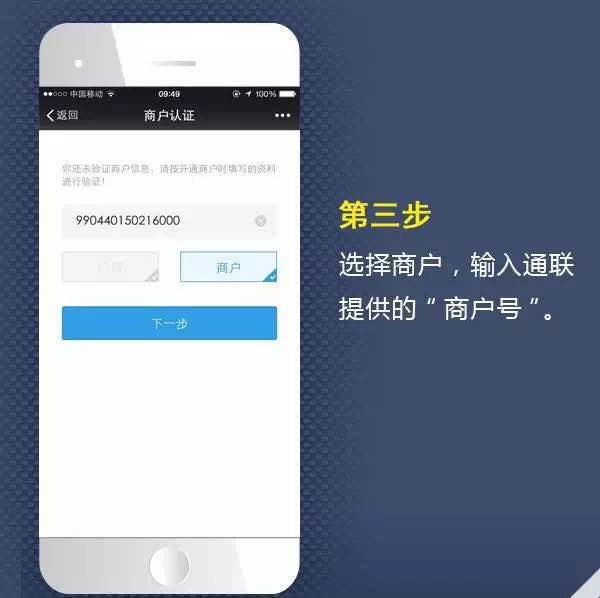 中国移动 09:49 100%
返回 商户认证
你还未验证商户信息，请按开通商户时填写的资料
进行验证！
990440150216000
门店 商户
下一步
第三步
选择商户，输入通联
提供的“商户号”。